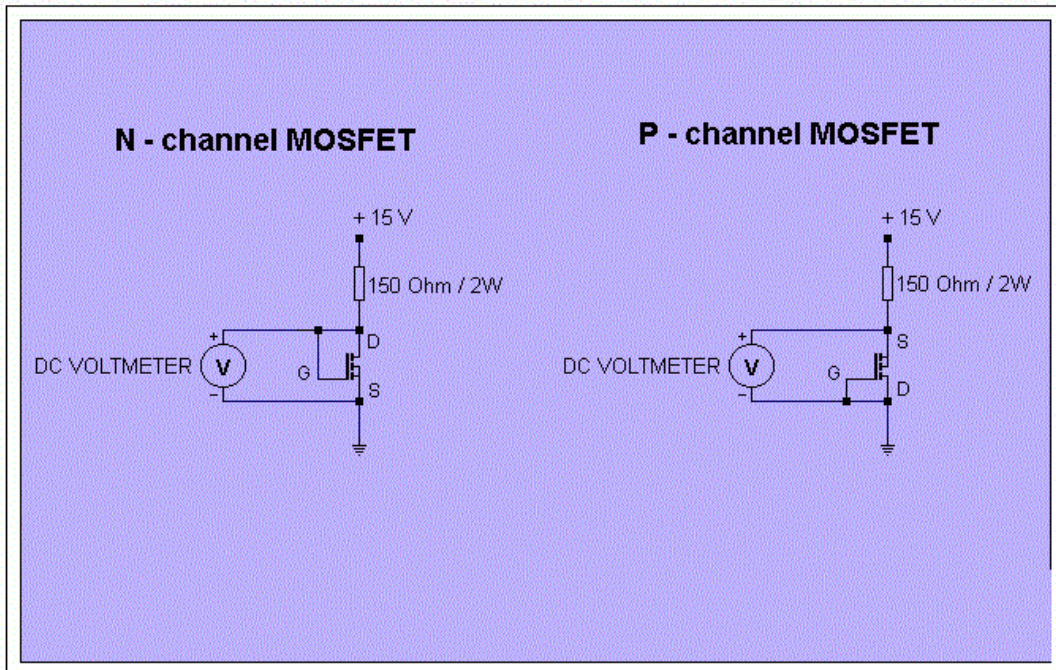 N - channel MOSFET
+ 15 V
150 Ohm / 2W
+
D
DC VOLTMETER
V
G
−
S
P - channel MOSFET
+ 15 V
150 Ohm / 2W
+
S
DC VOLTMETER
V
G
−
D